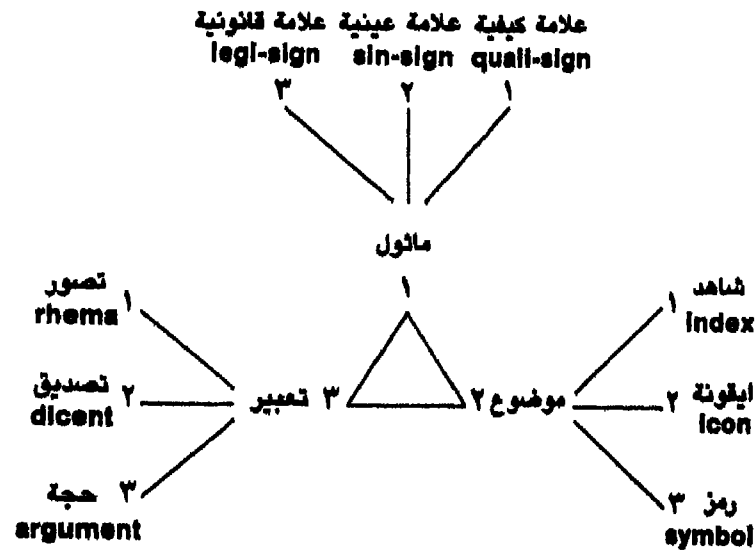 علامة كيفية علامة عينية علامة قانونية
legi-sign sin-sign quali-sign
٣ ٢ ١
ماثول
١
شاهد ١
index
تصور ١
rhema
ايقونة ٢
icon
موضوع ٢
٣ تعبير
تصديق ٢
dicent
رمز ٣
symbol
حجة ٣
argument